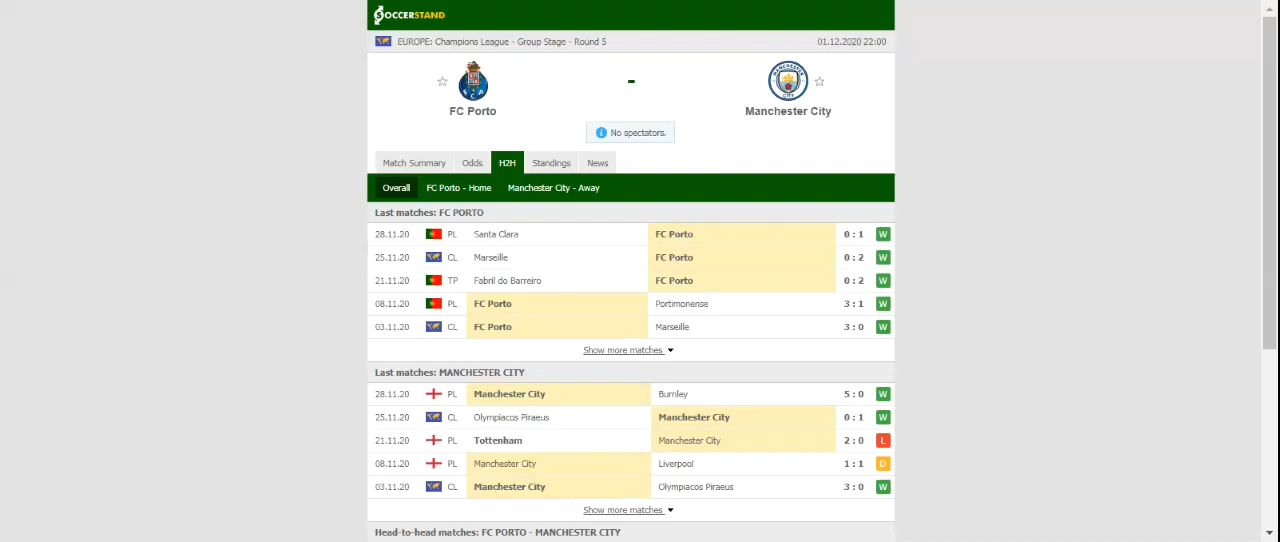 SOCCERSTAND
EUROPE: Champions League - Group Stage - Round 5 01.12.2020 22:00
FC Porto - Manchester City
No spectators.
Match Summary Odds H2H Standings News
Overall FC Porto - Home Manchester City - Away
Last matches: FC PORTO
28.11.20 PL Santa Clara FC Porto 0 : 1 W
25.11.20 CL Marseille FC Porto 0 : 2 W
21.11.20 TP Fabril do Barreiro FC Porto 0 : 2 W
08.11.20 PL FC Porto Portimonense 3 : 1 W
03.11.20 CL FC Porto Marseille 3 : 0 W
Show more matches
Last matches: MANCHESTER CITY
28.11.20 PL Manchester City Burnley 5 : 0 W
25.11.20 CL Olympiacos Piraeus Manchester City 0 : 1 W
21.11.20 PL Tottenham Manchester City 2 : 0 L
08.11.20 PL Manchester City Liverpool 1 : 1 D
03.11.20 CL Manchester City Olympiacos Piraeus 3 : 0 W
Show more matches
Head-to-head matches: FC PORTO - MANCHESTER CITY